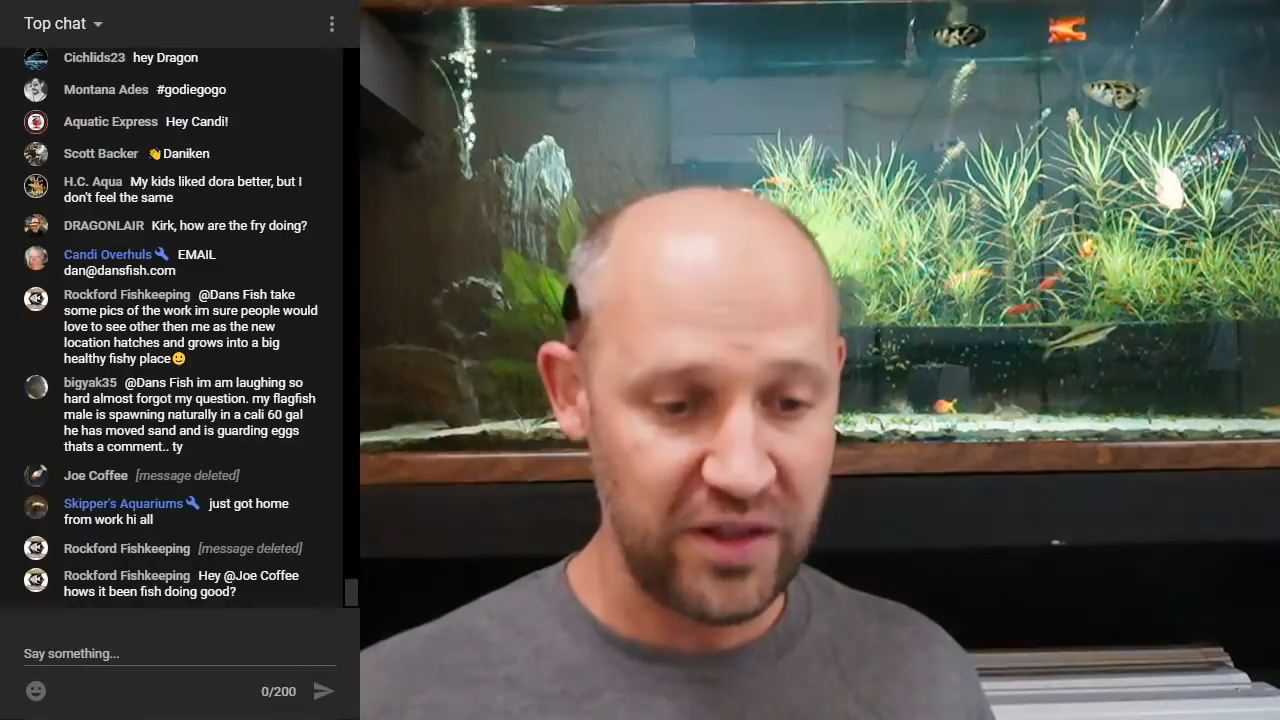 Top chat
Cichlids23 hey Dragon
Montana Ades #godiegogo
Aquatic Express Hey Candi!
Scott Backer 👋Daniken
H.C. Aqua My kids liked dora better, but I
don't feel the same
DRAGONLAIR Kirk, how are the fry doing?
Candi Overhuls EMAIL
dan@dansfish.com
Rockford Fishkeeping @Dans Fish take
some pics of the work im sure people would
love to see other then me as the new
location hatches and grows into a big
healthy fishy place🙂
bigyak35 @Dans Fish im am laughing so
hard almost forgot my question. my flagfish
male is spawning naturally in a cali 60 gal
he has moved sand and is guarding eggs
thats a comment.. ty
Joe Coffee [message deleted]
Skipper's Aquariums just got home
from work hi all
Rockford Fishkeeping [message deleted]
Rockford Fishkeeping Hey @Joe Coffee
hows it been fish doing good?
Say something...
0/200